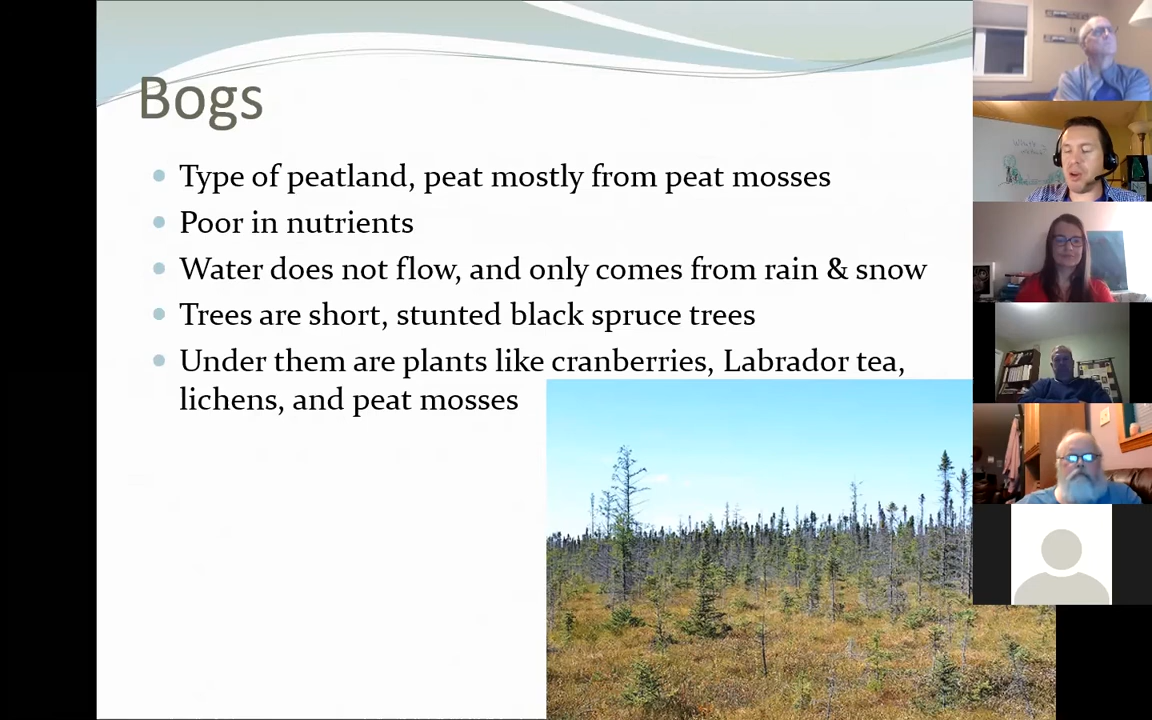 Bogs
Type of peatland, peat mostly from peat mosses
Poor in nutrients
Water does not flow, and only comes from rain & snow
Trees are short, stunted black spruce trees
Under them are plants like cranberries, Labrador tea,
lichens, and peat mosses